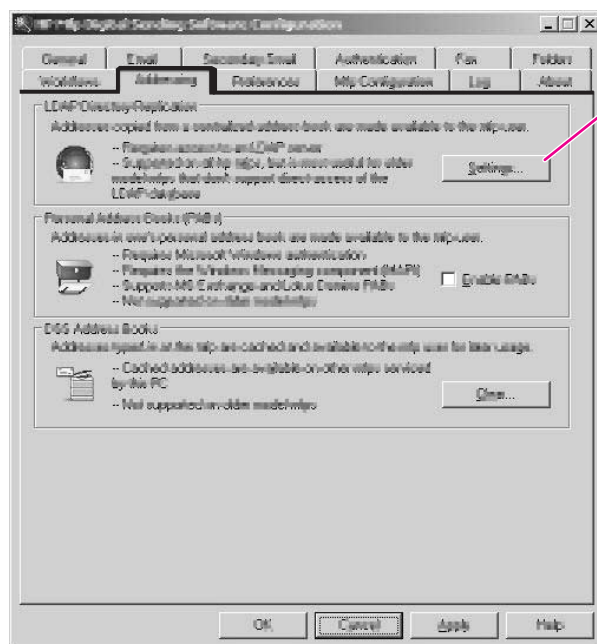 HP Mfp Digital Sending Software Configuration
General Email Secondary Email Authentication Fax Folders
Workflows Addressing Preferences Mfp Configuration Log About
LDAP Directory Replication
Addresses copied from a centralized address book are made available to the mfp user.
-- Requires access to an LDAP server
-- Supported on all hp mfps, but is most useful for older
model mfps that don't support direct access of the
LDAP database
Settings...
Personal Address Books (PABs)
Addresses in one's personal address book are made available to the mfp user.
-- Requires Microsoft Windows authentication
-- Requires the Windows Messaging component (MAPI)
-- Supports MS Exchange and Lotus Domino PABs
-- Not supported on older model mfps
Enable PABs
DSS Address Books
Addresses typed in at the mfp are cached and available to the mfp user for later usage.
-- Cached addresses are available on other mfps serviced
by this PC
-- Not supported on older model mfps
Clear...
OK Cancel Apply Help